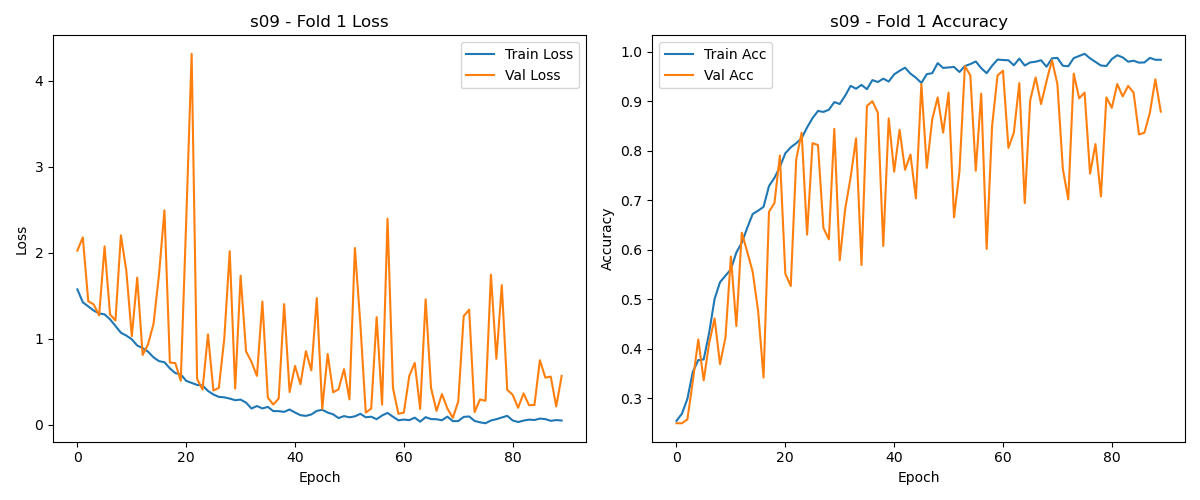 s09 - Fold 1 Loss
Train Loss
Val Loss
Loss
4
3
2
1
0
0
20
40
60
80
Epoch
s09 - Fold 1 Accuracy
Train Acc
Val Acc
Accuracy
1.0
0.9
0.8
0.7
0.6
0.5
0.4
0.3
0
20
40
60
80
Epoch